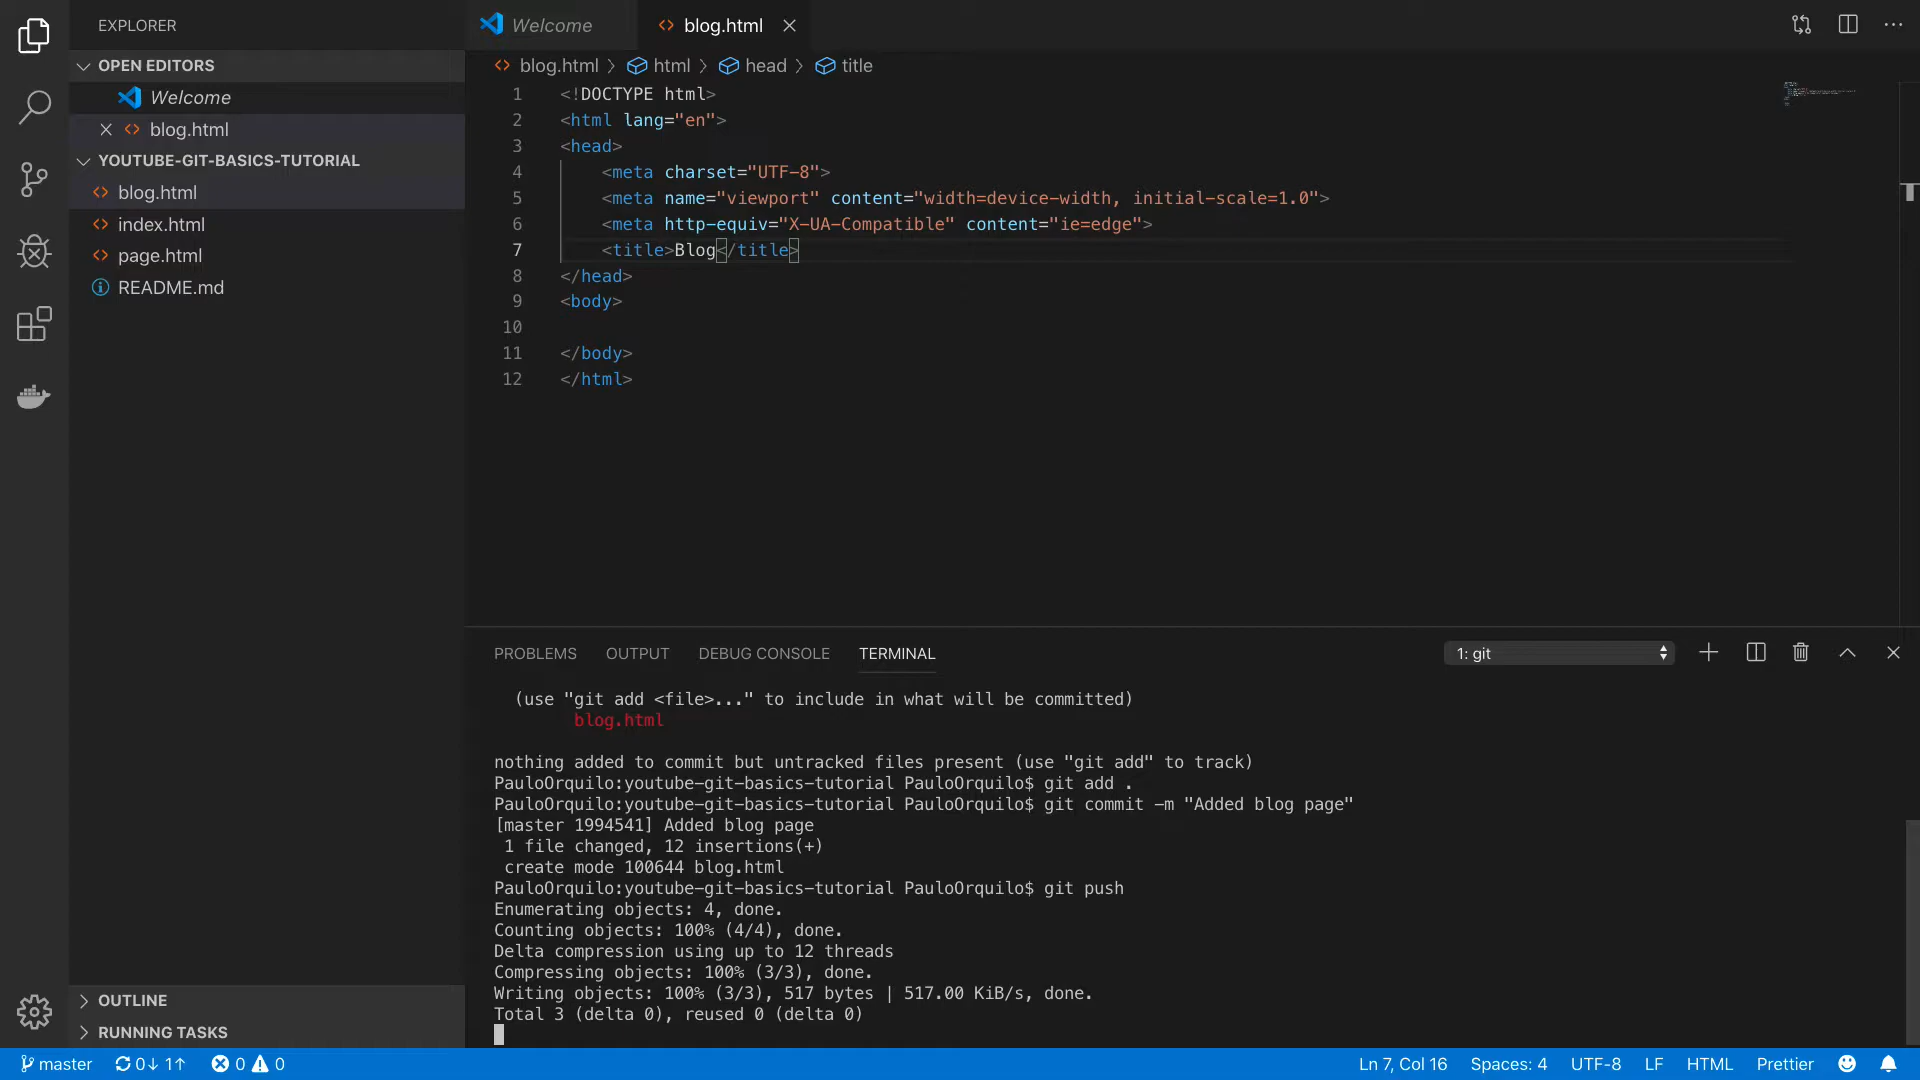 EXPLORER
OPEN EDITORS
Welcome
blog.html
YOUTUBE-GIT-BASICS-TUTORIAL
blog.html
index.html
page.html
README.md
OUTLINE
RUNNING TASKS
Welcome
blog.html
blog.html html head title
1 <!DOCTYPE html>
2 <html lang="en">
3 <head>
4 <meta charset="UTF-8">
5 <meta name="viewport" content="width=device-width, initial-scale=1.0">
6 <meta http-equiv="X-UA-Compatible" content="ie=edge">
7 <title>Blog</title>
8 </head>
9 <body>
10
11 </body>
12 </html>
PROBLEMS OUTPUT DEBUG CONSOLE TERMINAL 1: git
(use "git add <file>..." to include in what will be committed)
blog.html
nothing added to commit but untracked files present (use "git add" to track)
PauloOrquilo:youtube-git-basics-tutorial PauloOrquilo$ git add .
PauloOrquilo:youtube-git-basics-tutorial PauloOrquilo$ git commit -m "Added blog page"
[master 1994541] Added blog page
1 file changed, 12 insertions(+)
create mode 100644 blog.html
PauloOrquilo:youtube-git-basics-tutorial PauloOrquilo$ git push
Enumerating objects: 4, done.
Counting objects: 100% (4/4), done.
Delta compression using up to 12 threads
Compressing objects: 100% (3/3), done.
Writing objects: 100% (3/3), 517 bytes | 517.00 KiB/s, done.
Total 3 (delta 0), reused 0 (delta 0)
master 0↓ 1↑ 0 0 Ln 7, Col 16 Spaces: 4 UTF-8 LF HTML Prettier